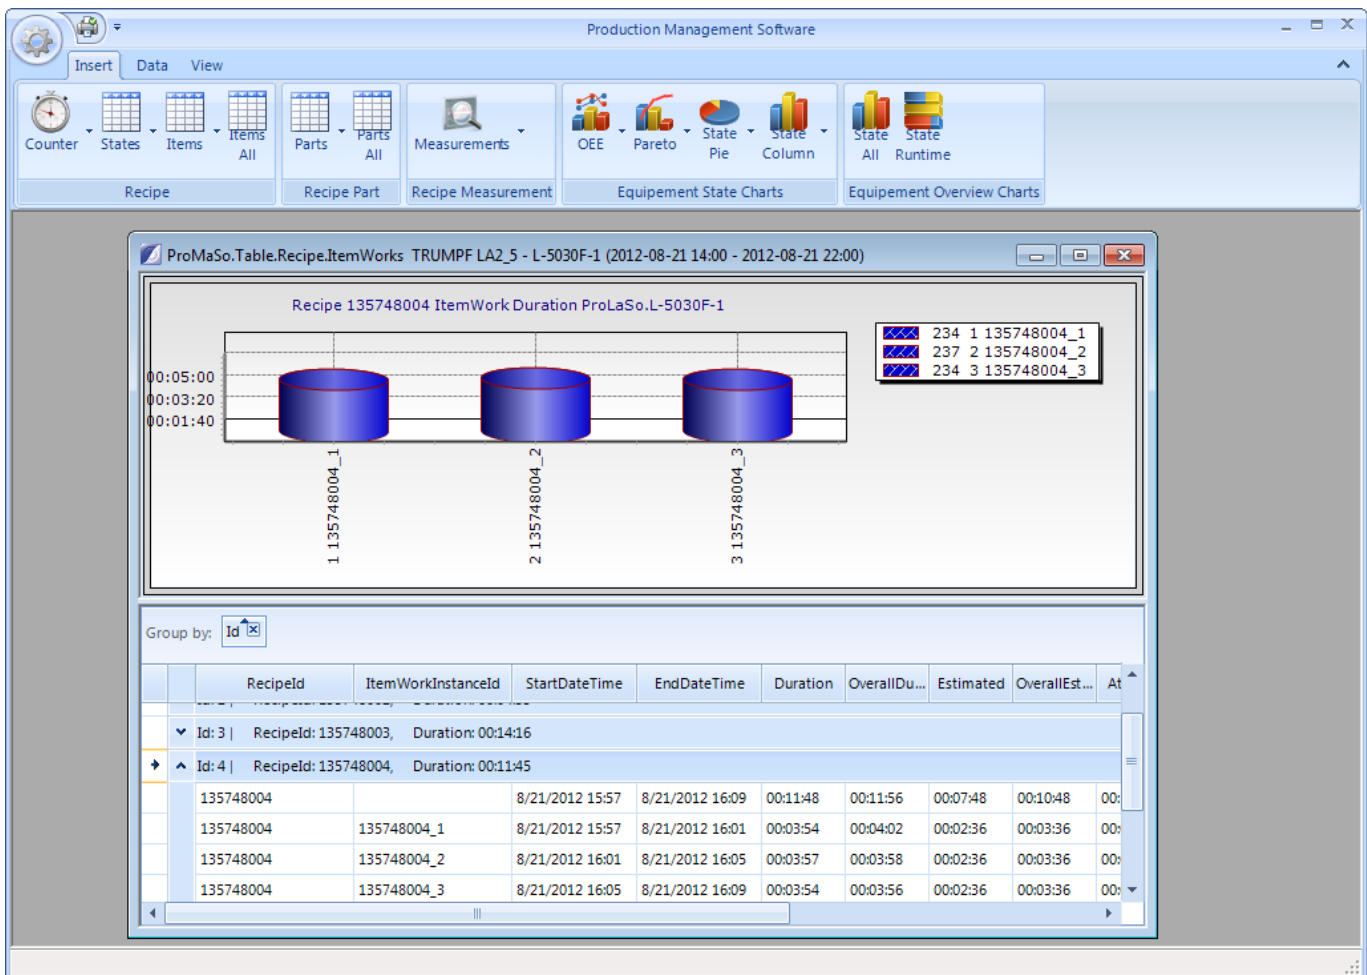 Production Management Software
Insert Data View
Counter States Items Items All
Parts Parts All
Measurements
OEE Pareto State Pie State Column
State All State Runtime
Recipe Recipe Part Recipe Measurement Equipement State Charts Equipement Overview Charts
ProMaSo.Table.Recipe.ItemWorks TRUMPF LA2_5 - L-5030F-1 (2012-08-21 14:00 - 2012-08-21 22:00)
Recipe 135748004 ItemWork Duration ProLaSo.L-5030F-1
234 1 135748004_1
237 2 135748004_2
234 3 135748004_3
00:05:00
00:03:20
00:01:40
1 135748004_1
2 135748004_2
3 135748004_3
Group by: Id
RecipeId ItemWorkInstanceId StartDateTime EndDateTime Duration OverallDu... Estimated OverallEst... At
Id: 3 | RecipeId: 135748003, Duration: 00:14:16
Id: 4 | RecipeId: 135748004, Duration: 00:11:45
135748004 8/21/2012 15:57 8/21/2012 16:09 00:11:48 00:11:56 00:07:48 00:10:48 00:
135748004 135748004_1 8/21/2012 15:57 8/21/2012 16:01 00:03:54 00:04:02 00:02:36 00:03:36 00:
135748004 135748004_2 8/21/2012 16:01 8/21/2012 16:05 00:03:57 00:03:58 00:02:36 00:03:36 00:
135748004 135748004_3 8/21/2012 16:05 8/21/2012 16:09 00:03:54 00:03:56 00:02:36 00:03:36 00: